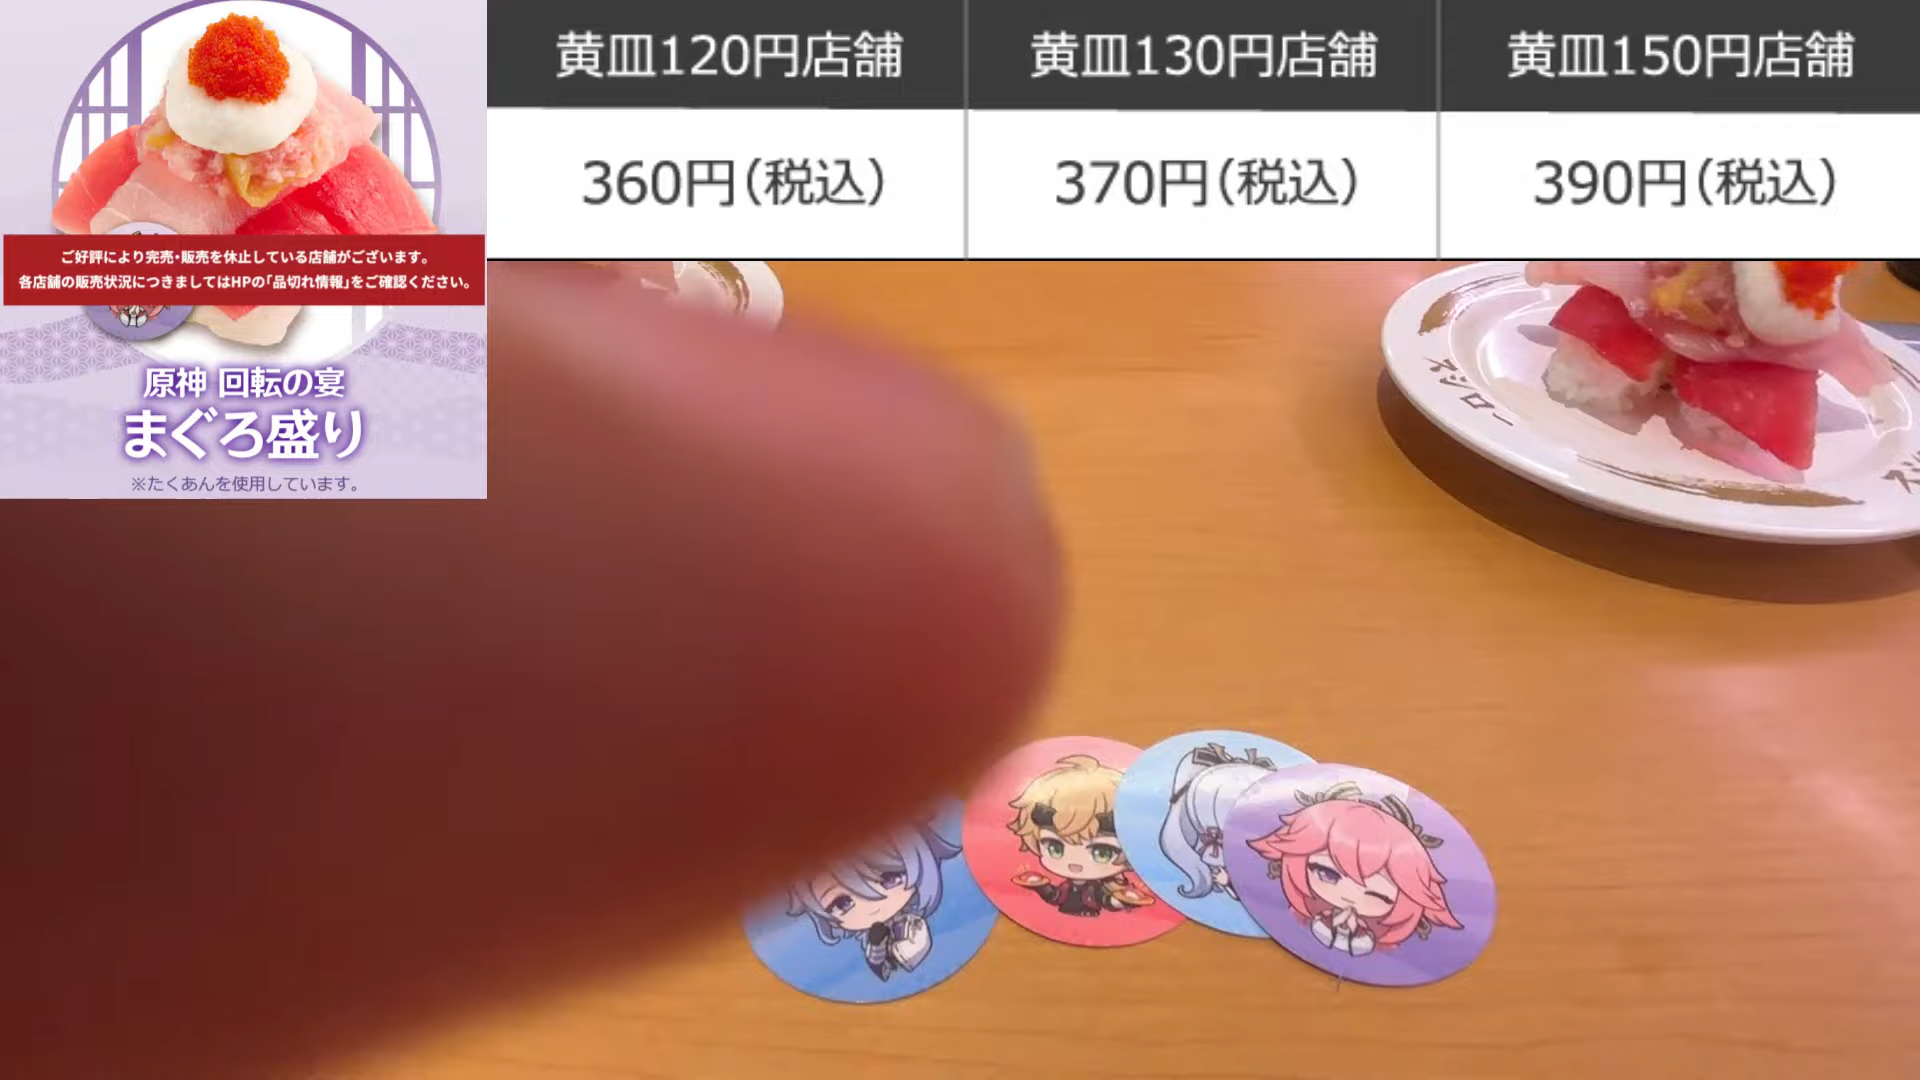 黄皿120円店舗
黄皿130円店舗
黄皿150円店舗
360円(税込)
370円(税込)
390円(税込)
ご好評により完売・販売を休止している店舗がございます。
各店舗の販売状況につきましてはHPの「品切れ情報」をご確認ください。
原神 回転の宴
まぐろ盛り
※たくあんを使用しています。
スシロー